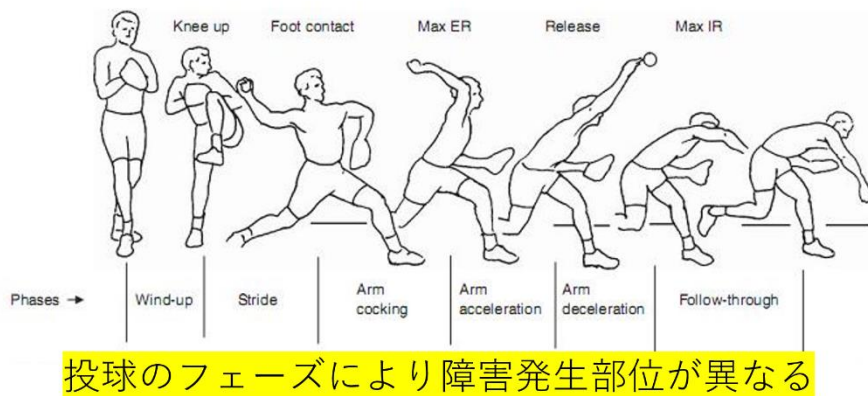 Knee up Foot contact Max ER Release Max IR
Phases → Wind-up Stride Arm cocking Arm acceleration Arm deceleration Follow-through
投球のフェーズにより障害発生部位が異なる